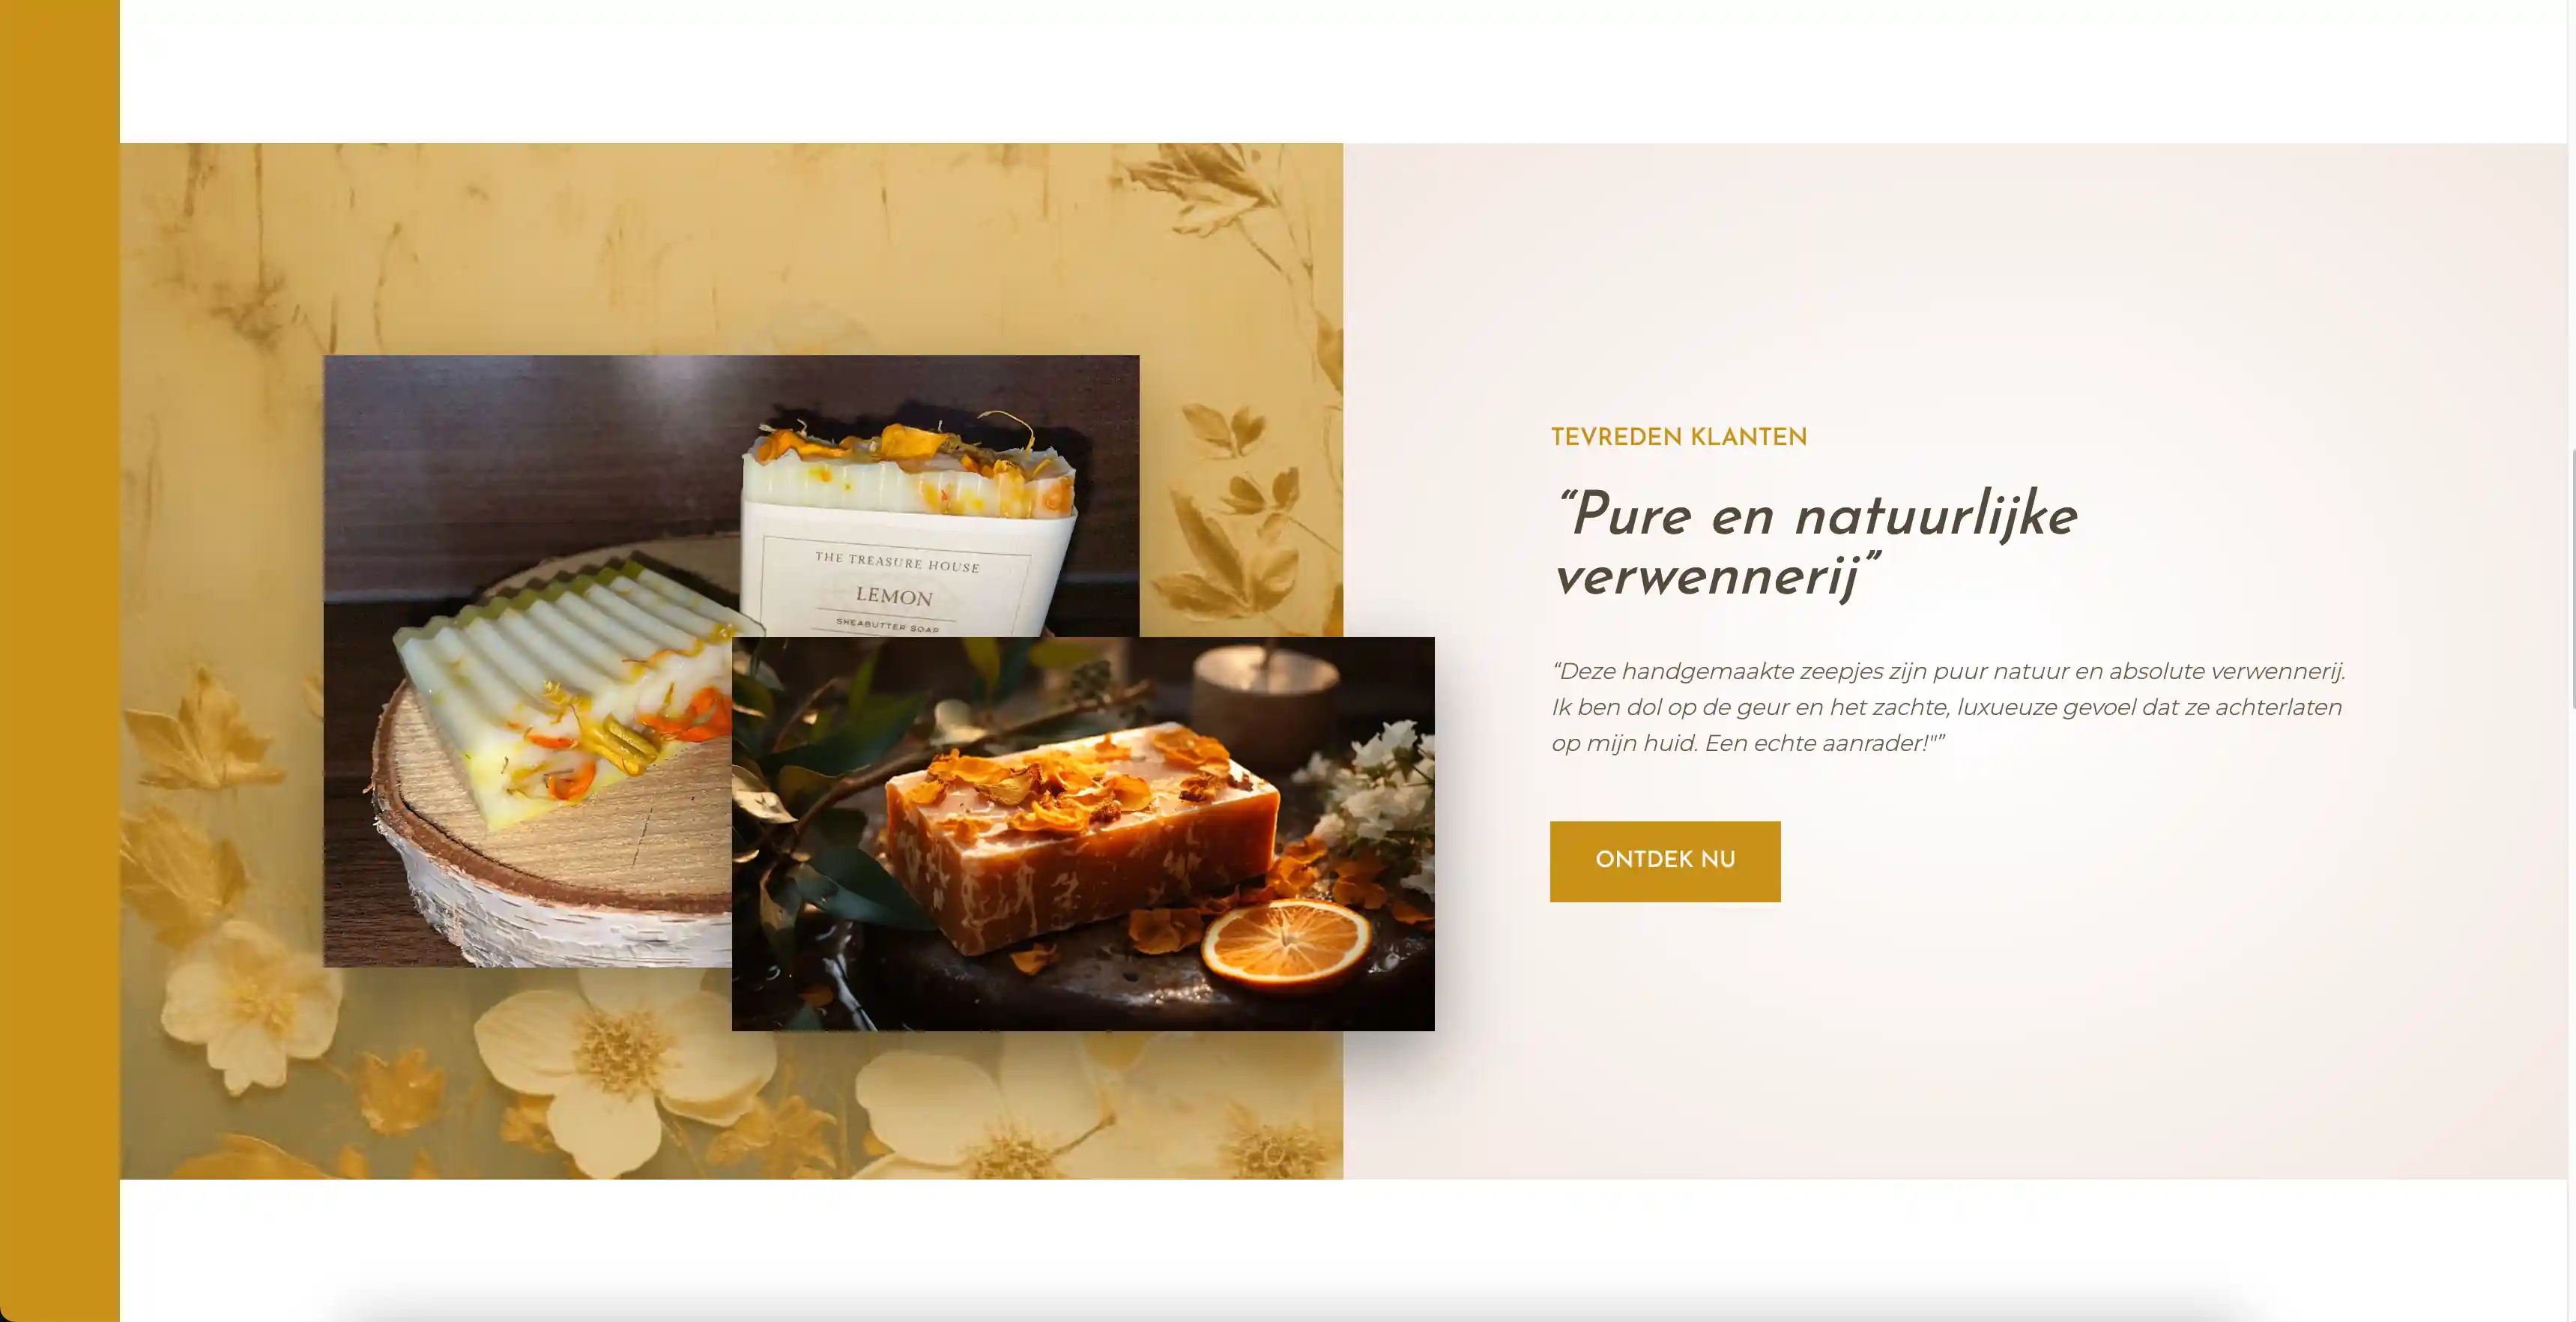 THE TREASURE HOUSE
LEMON
SHEABUTTER SOAP
TEVREDEN KLANTEN
“Pure en natuurlijke
verwennerij”
“Deze handgemaakte zeepjes zijn puur natuur en absolute verwennerij.
Ik ben dol op de geur en het zachte, luxueuze gevoel dat ze achterlaten
op mijn huid. Een echte aanrader!"”
ONTDEK NU